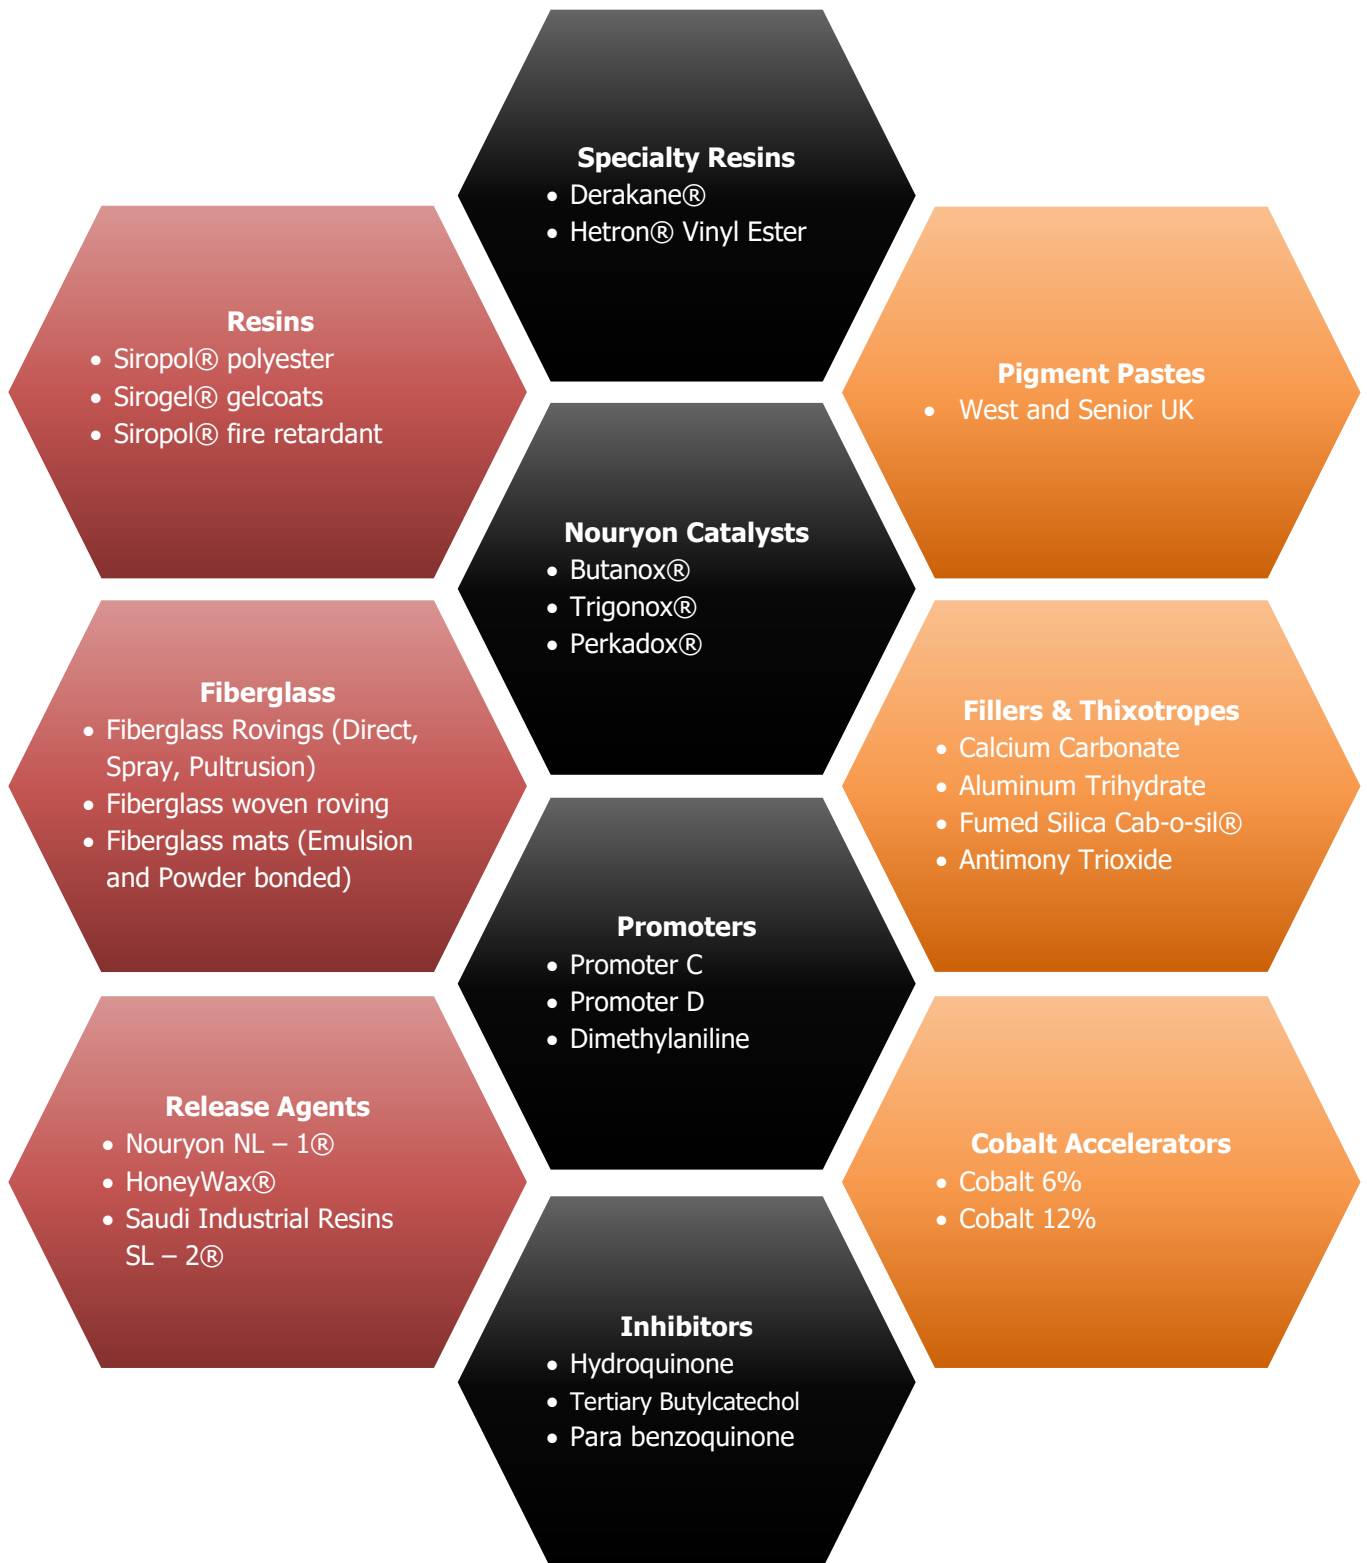 Specialty Resins
• Derakane®
• Hetron® Vinyl Ester
Resins
• Siropol® polyester
• Sirogel® gelcoats
• Siropol® fire retardant
Pigment Pastes
• West and Senior UK
Nouryon Catalysts
• Butanox®
• Trigonox®
• Perkadox®
Fiberglass
• Fiberglass Rovings (Direct,
Spray, Pultrusion)
• Fiberglass woven roving
• Fiberglass mats (Emulsion
and Powder bonded)
Fillers & Thixotropes
• Calcium Carbonate
• Aluminum Trihydrate
• Fumed Silica Cab-o-sil®
• Antimony Trioxide
Promoters
• Promoter C
• Promoter D
• Dimethylaniline
Release Agents
• Nouryon NL – 1®
• HoneyWax®
• Saudi Industrial Resins
SL – 2®
Cobalt Accelerators
• Cobalt 6%
• Cobalt 12%
Inhibitors
• Hydroquinone
• Tertiary Butylcatechol
• Para benzoquinone